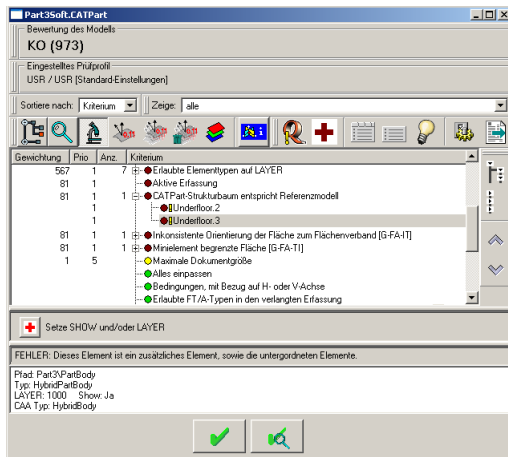 Part3Soft.CATPart
Bewertung des Modells
KO (973)
Eingestelltes Prüfprofil
USR / USR [Standard-Einstellungen]
Sortiere nach: Kriterium Zeige: alle
Gewichtung Prio Anz. Kriterium
567 1 7 Erlaubte Elementtypen auf LAYER
81 1 Aktive Erfassung
81 1 1 CATPart-Strukturbaum entspricht Referenzmodell
1 Underfloor.2
1 Underfloor.3
81 1 1 Inkonsistente Orientierung der Fläche zum Flächenverband [G-FA-IT]
81 1 1 Minielement begrenzte Fläche [G-FA-TI]
1 5 Maximale Dokumentgröße
Alles einpassen
Bedingungen, mit Bezug auf H- oder V-Achse
Erlaubte FT/A-Typen in den verlangten Erfassung
Setze SHOW und/oder LAYER
FEHLER: Dieses Element ist ein zusätzliches Element, sowie die untergordneten Elemente.
Pfad: Part3\PartBody
Typ: HybridPartBody
LAYER: 1000 Show: Ja
CAA Typ: HybridBody